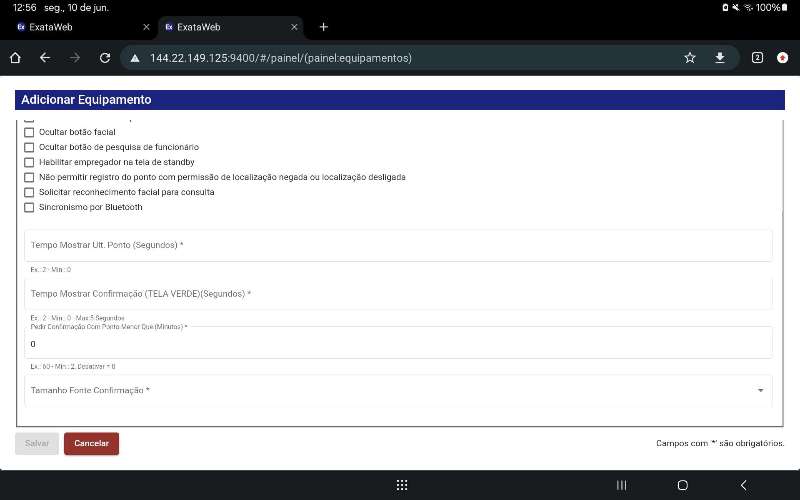 12:56 seg., 10 de jun.
100%
Ex ExataWeb
Ex ExataWeb
144.22.149.125:9400/#/painel/(painel:equipamentos)
2
Adicionar Equipamento
Ocultar botão facial
Ocultar botão de pesquisa de funcionário
Habilitar empregador na tela de standby
Não permitir registro do ponto com permissão de localização negada ou localização desligada
Solicitar reconhecimento facial para consulta
Sincronismo por Bluetooth
Tempo Mostrar Ult. Ponto (Segundos) *
Ex.: 2 - Min.: 0
Tempo Mostrar Confirmação (TELA VERDE)(Segundos) *
Ex.: 2 - Min.: 0 - Max 5 Segundos
Pedir Confirmação Com Ponto Menor Que (Minutos) *
0
Ex.: 60 - Min.: 2, Desativar = 0
Tamanho Fonte Confirmação *
Salvar
Cancelar
Campos com '*' são obrigatórios.